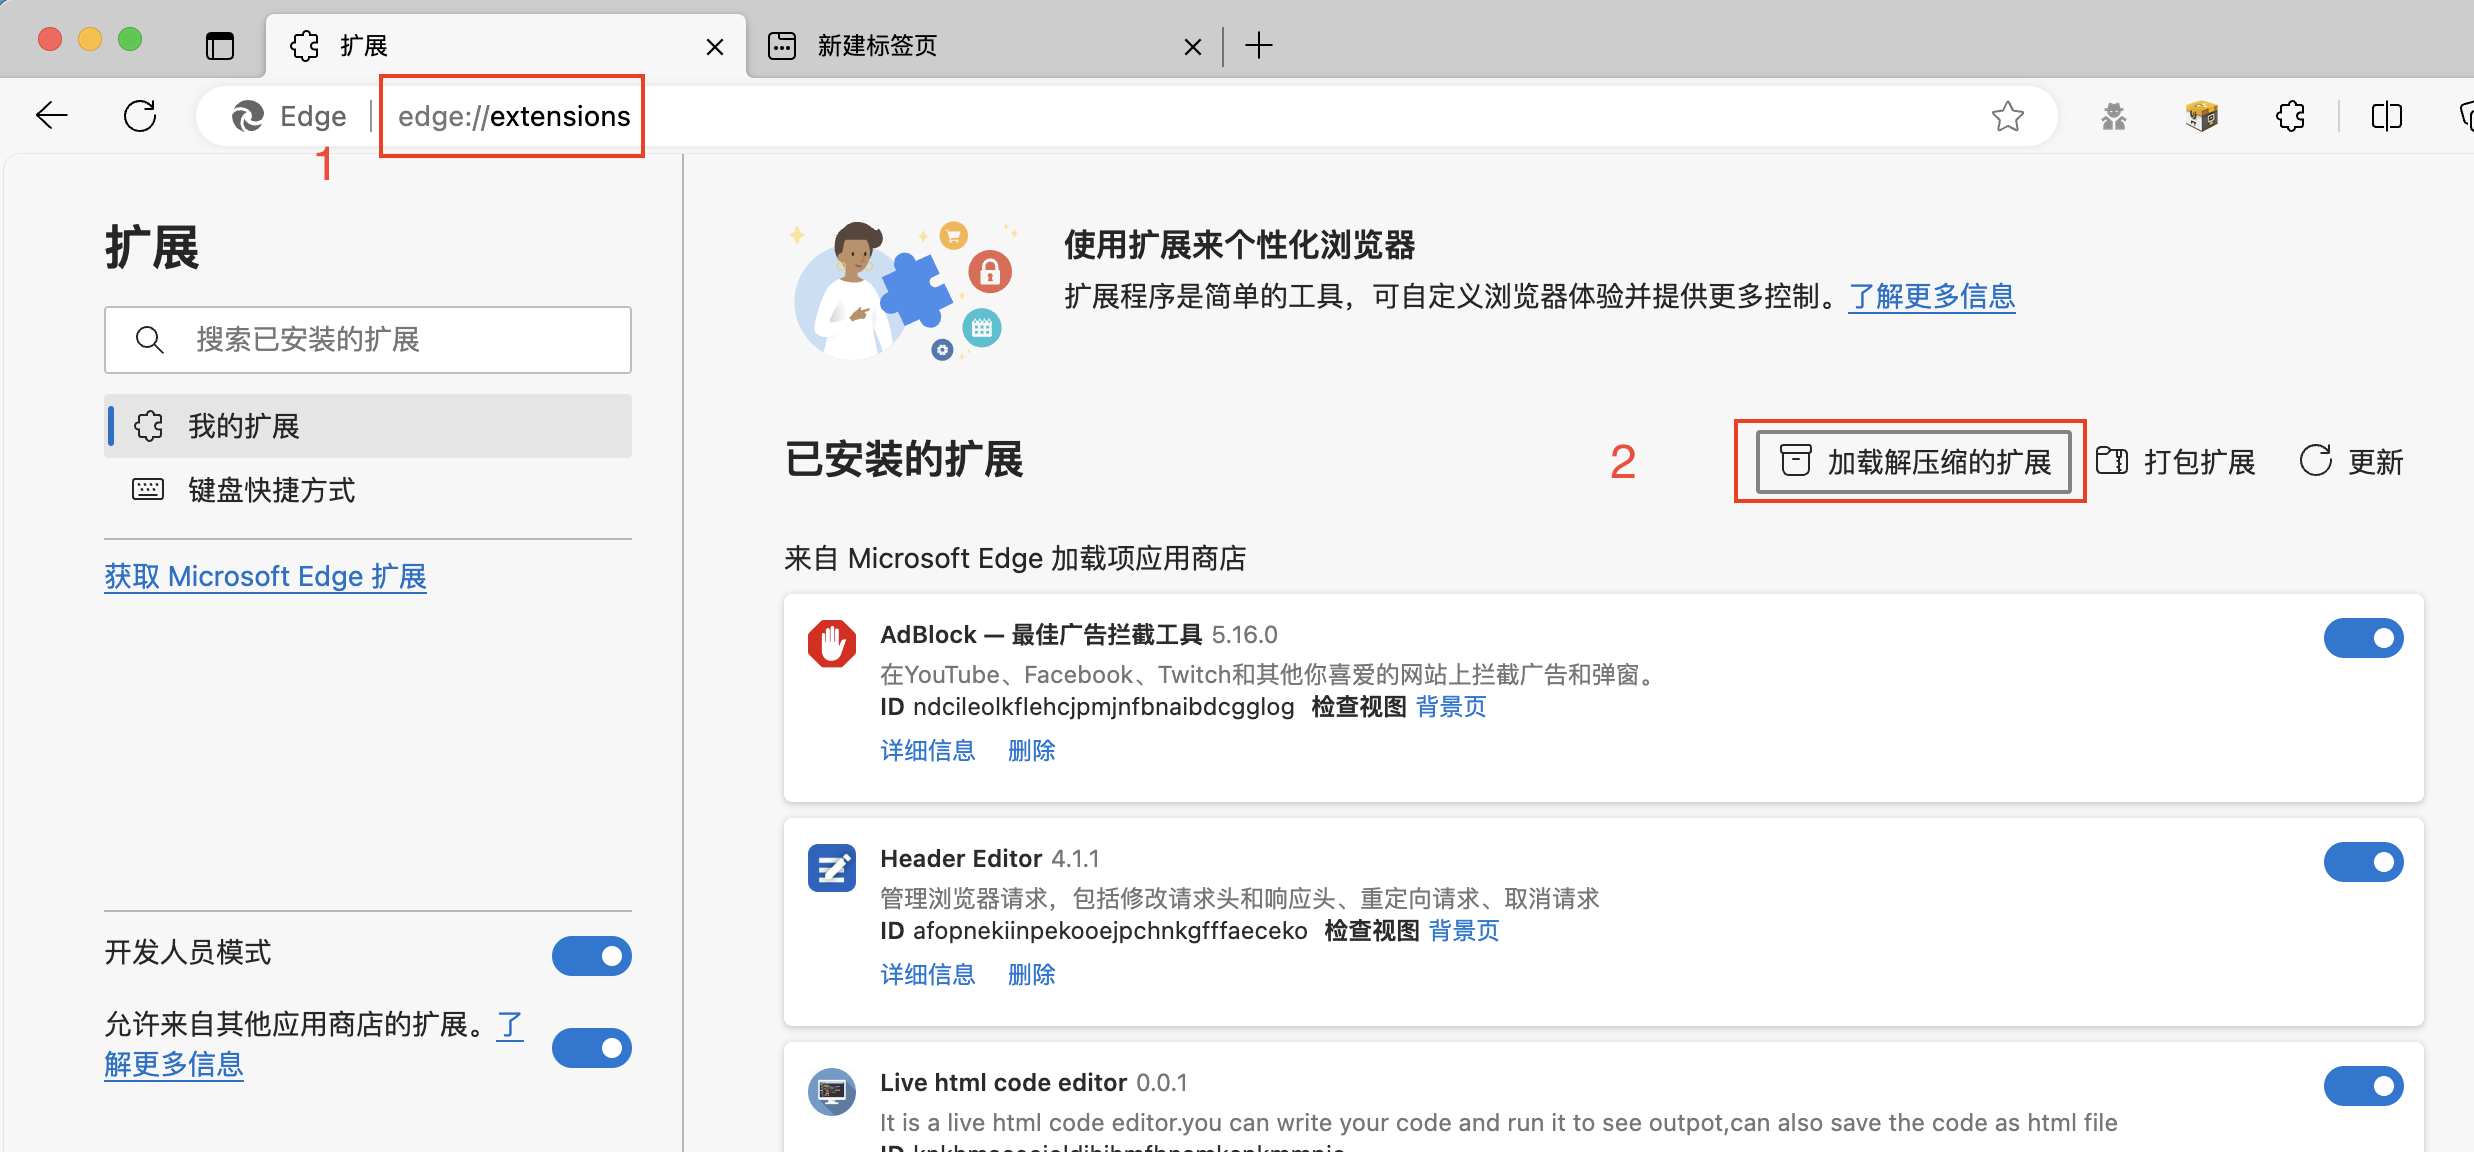 扩展
新建标签页
Edge
edge://extensions
1
扩展
搜索已安装的扩展
我的扩展
键盘快捷方式
获取 Microsoft Edge 扩展
开发人员模式
允许来自其他应用商店的扩展。了
解更多信息
使用扩展来个性化浏览器
扩展程序是简单的工具，可自定义浏览器体验并提供更多控制。了解更多信息
已安装的扩展
2
加载解压缩的扩展
打包扩展
更新
来自 Microsoft Edge 加载项应用商店
AdBlock — 最佳广告拦截工具 5.16.0
在YouTube、Facebook、Twitch和其他你喜爱的网站上拦截广告和弹窗。
ID ndcileolkflehcjpmjnfbnaibdcgglog 检查视图 背景页
详细信息 删除
Header Editor 4.1.1
管理浏览器请求，包括修改请求头和响应头、重定向请求、取消请求
ID afopnekiinpekooejpchnkgfffaeceko 检查视图 背景页
详细信息 删除
Live html code editor 0.0.1
It is a live html code editor.you can write your code and run it to see outpot,can also save the code as html file
ID